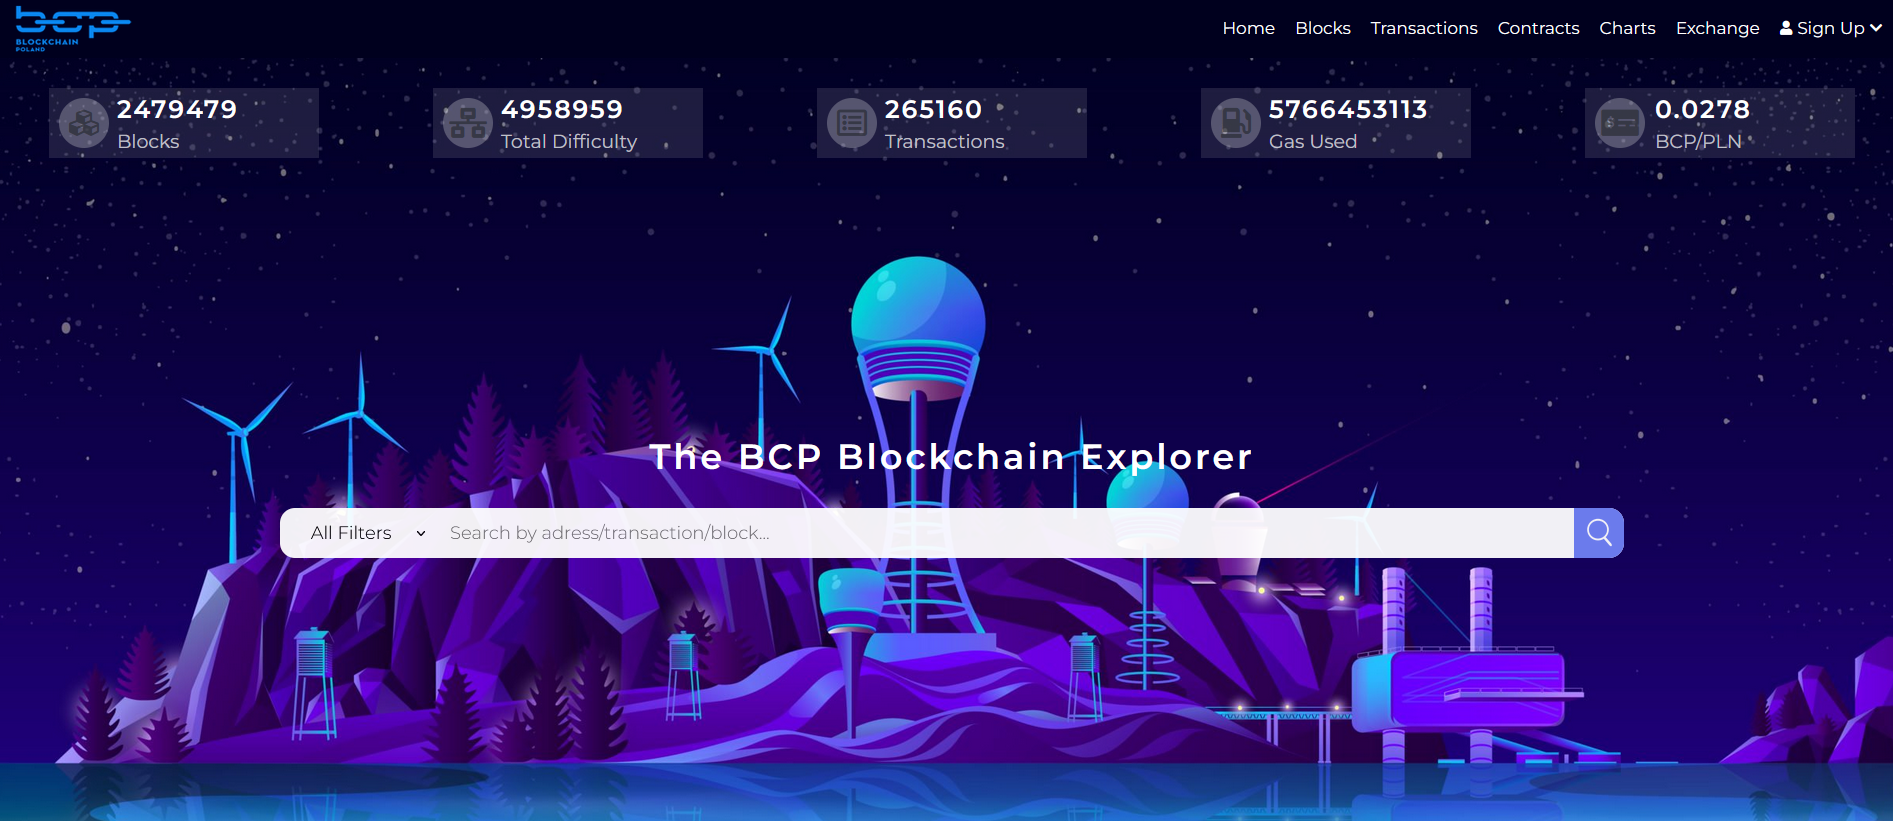 bcp
BLOCKCHAIN
POLAND
Home Blocks Transactions Contracts Charts Exchange Sign Up
2479479
Blocks
4958959
Total Difficulty
265160
Transactions
5766453113
Gas Used
0.0278
BCP/PLN
The BCP Blockchain Explorer
All Filters
Search by adress/transaction/block...